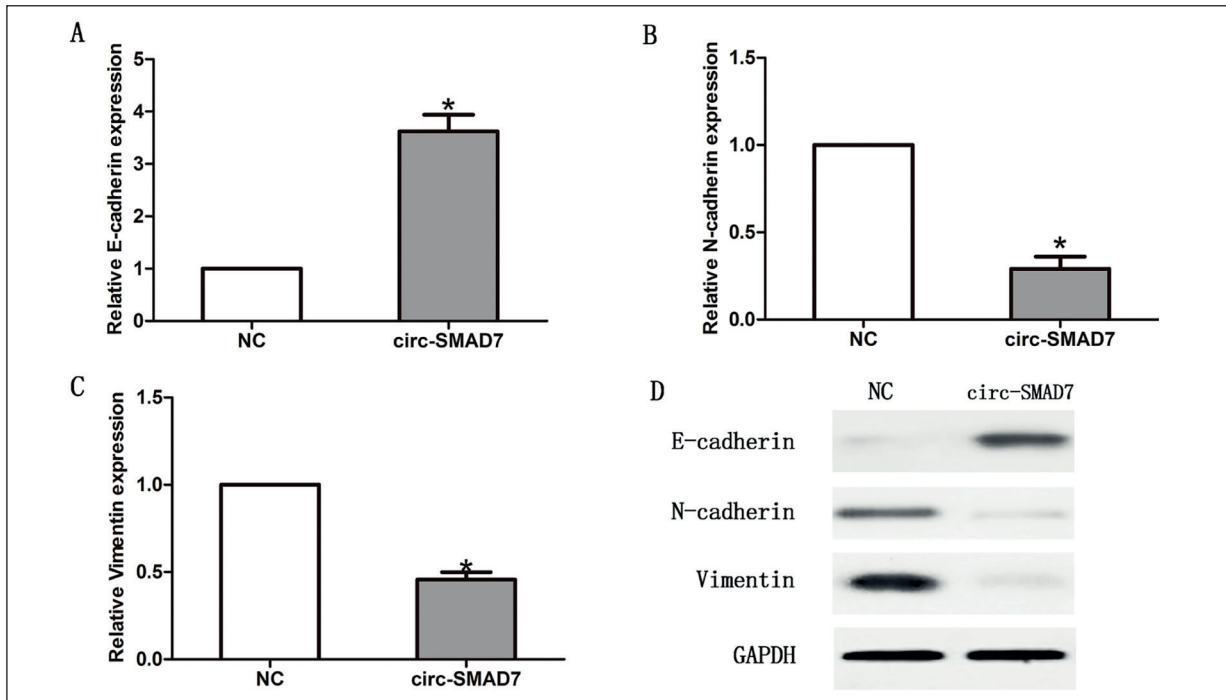 A
Relative E-cadherin expression
5
4
3
2
1
0
*
NC
circ-SMAD7
B
Relative N-cadherin expression
1.5
1.0
0.5
0.0
*
NC
circ-SMAD7
C
Relative Vimentin expression
1.5
1.0
0.5
0.0
*
NC
circ-SMAD7
D
NC circ-SMAD7
E-cadherin
N-cadherin
Vimentin
GAPDH